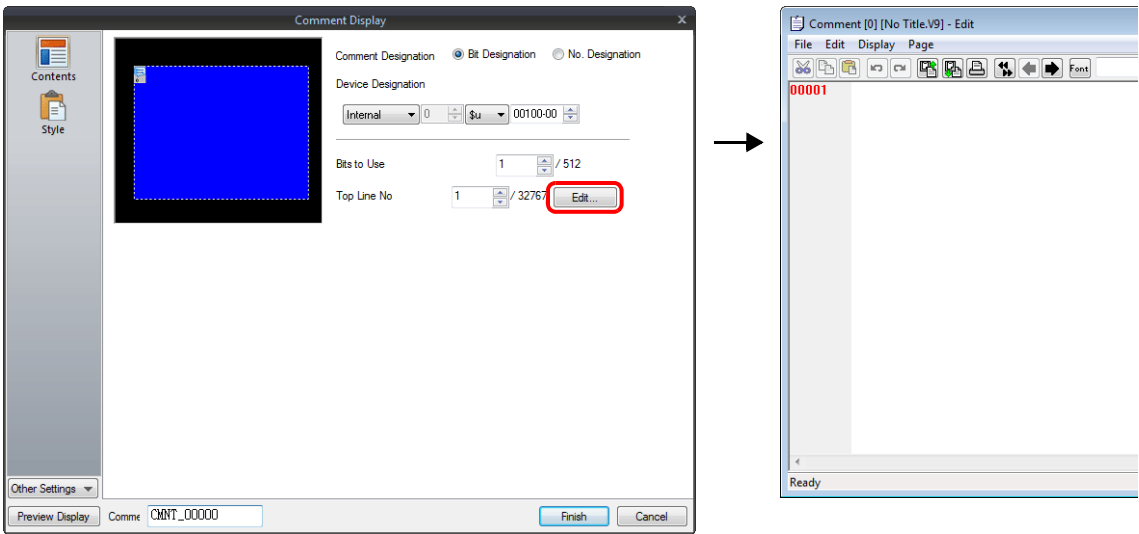 Comment Display
x
Contents
Style
Comment Designation Bit Designation No. Designation
Device Designation
Internal 0 $u 00100-00
Bits to Use 1 / 512
Top Line No 1 / 32767 Edit...
Other Settings
Preview Display Comme CMNT_00000 Finish Cancel
Comment [0] [No Title.V9] - Edit
File Edit Display Page
Font
00001
Ready